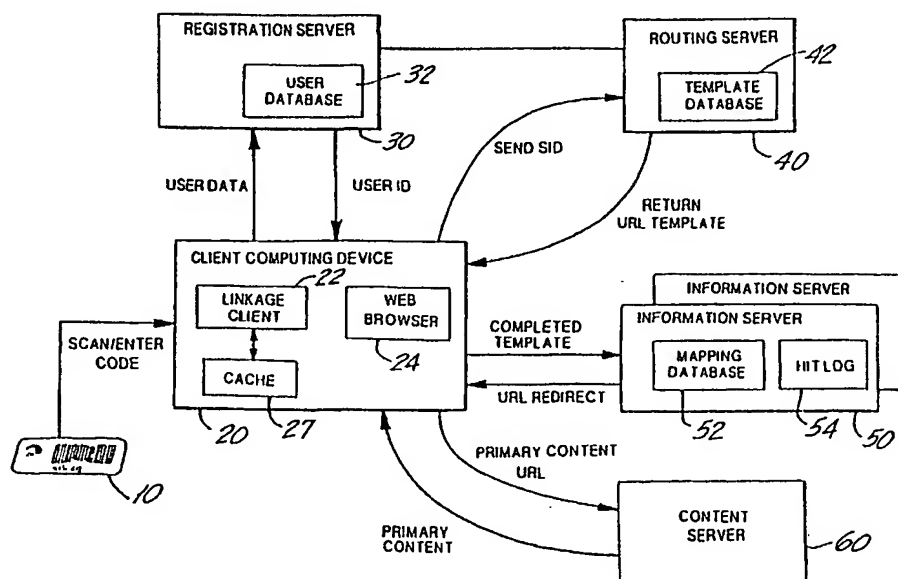 REGISTRATION SERVER
USER
DATABASE
32
30
ROUTING SERVER
42
TEMPLATE
DATABASE
40
SEND SID
USER DATA
USER ID
RETURN
URL TEMPLATE
CLIENT COMPUTING DEVICE
22
LINKAGE
CLIENT
WEB
BROWSER
24
CACHE
20
27
SCAN/ENTER
CODE
10
COMPLETED
TEMPLATE
URL REDIRECT
INFORMATION SERVER
INFORMATION SERVER
MAPPING
DATABASE
HIT LOG
52
54
50
PRIMARY CONTENT
URL
PRIMARY
CONTENT
CONTENT
SERVER
60